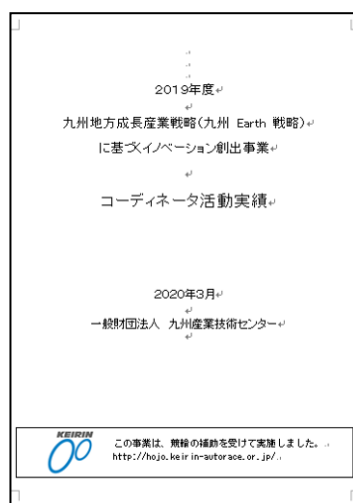 2019年度
九州地方成長産業戦略(九州 Earth 戦略)
に基づくイノベーション創出事業
コーディネータ活動実績
2020年3月
一般財団法人 九州産業技術センター
KEIRIN
この事業は、競輪の補助を受けて実施しました。
http://hojo.keirin-autorace.or.jp/